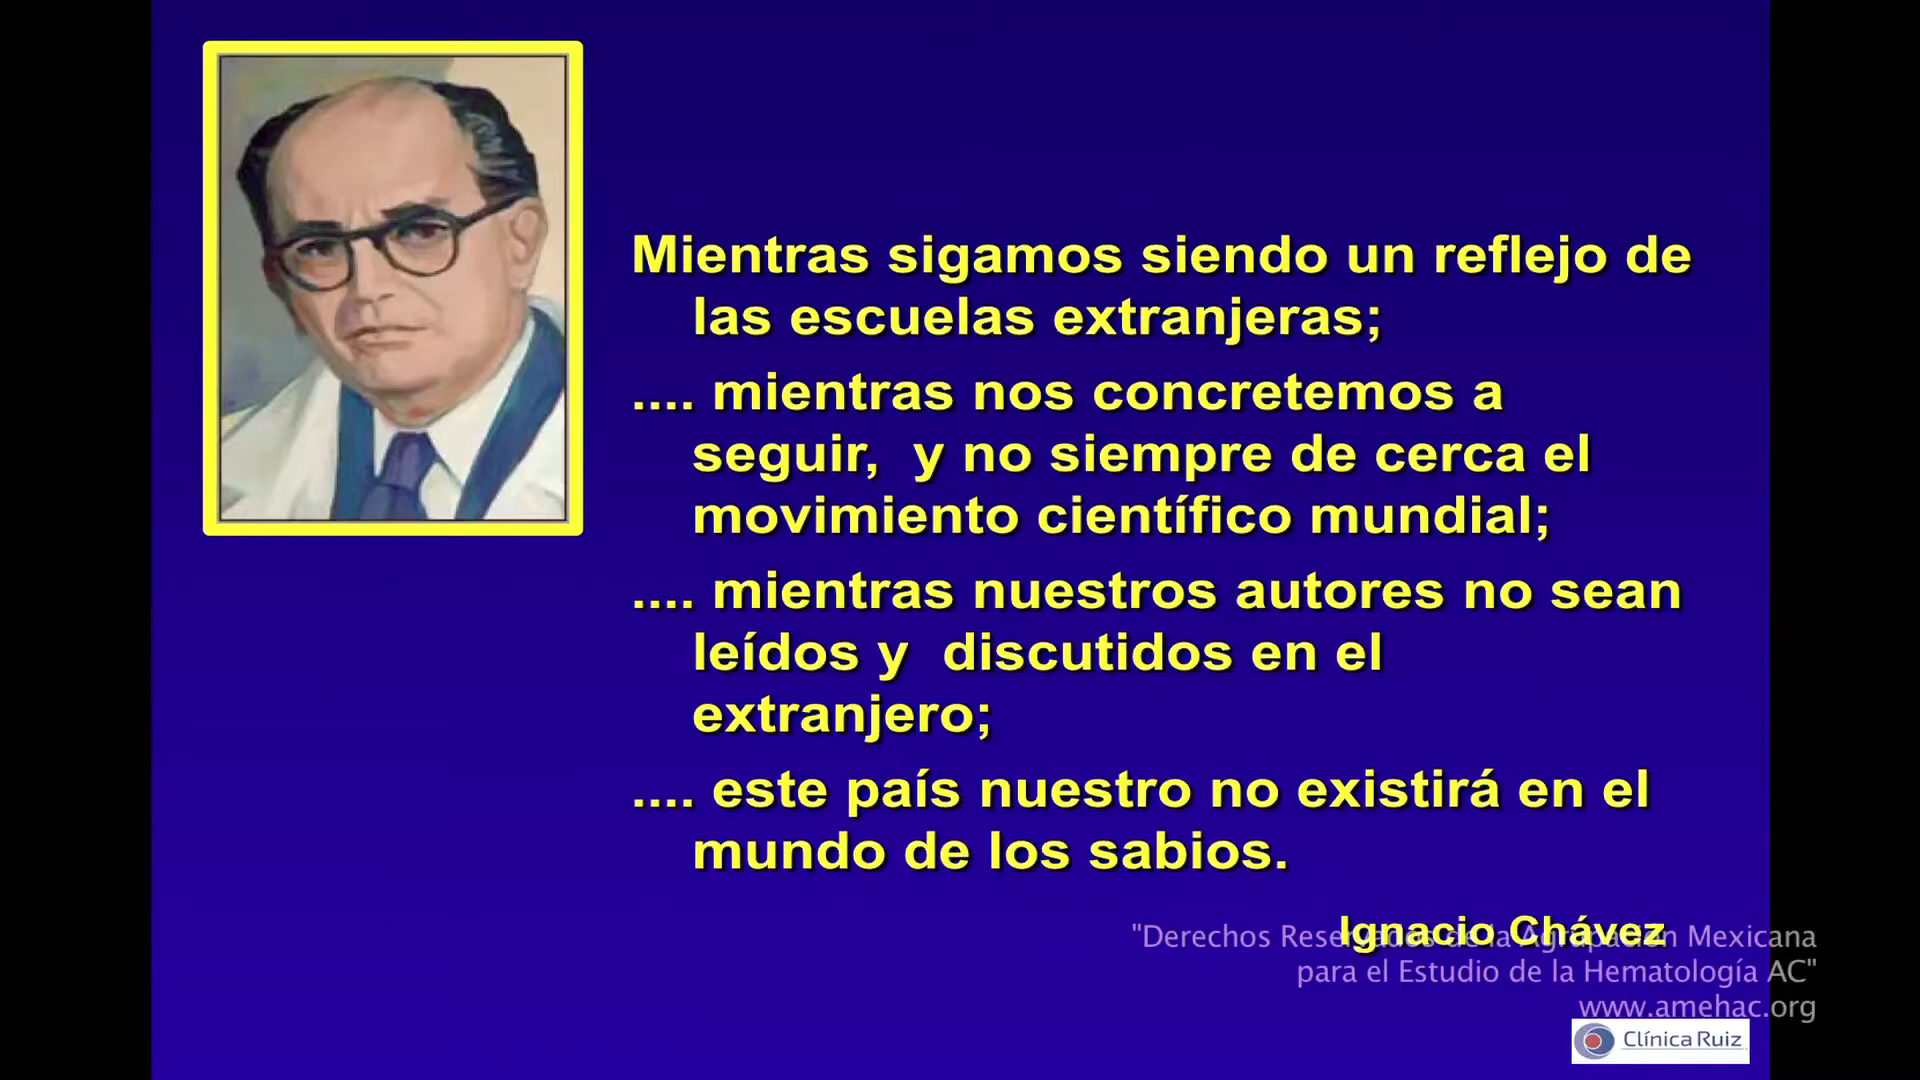 Mientras sigamos siendo un reflejo de
las escuelas extranjeras;
.... mientras nos concretemos a
seguir, y no siempre de cerca el
movimiento científico mundial;
.... mientras nuestros autores no sean
leídos y discutidos en el
extranjero;
.... este país nuestro no existirá en el
mundo de los sabios.
Ignacio Chávez
"Derechos Reservados de la Agrupación Mexicana
para el Estudio de la Hematología AC"
www.amehac.org
Clínica Ruiz